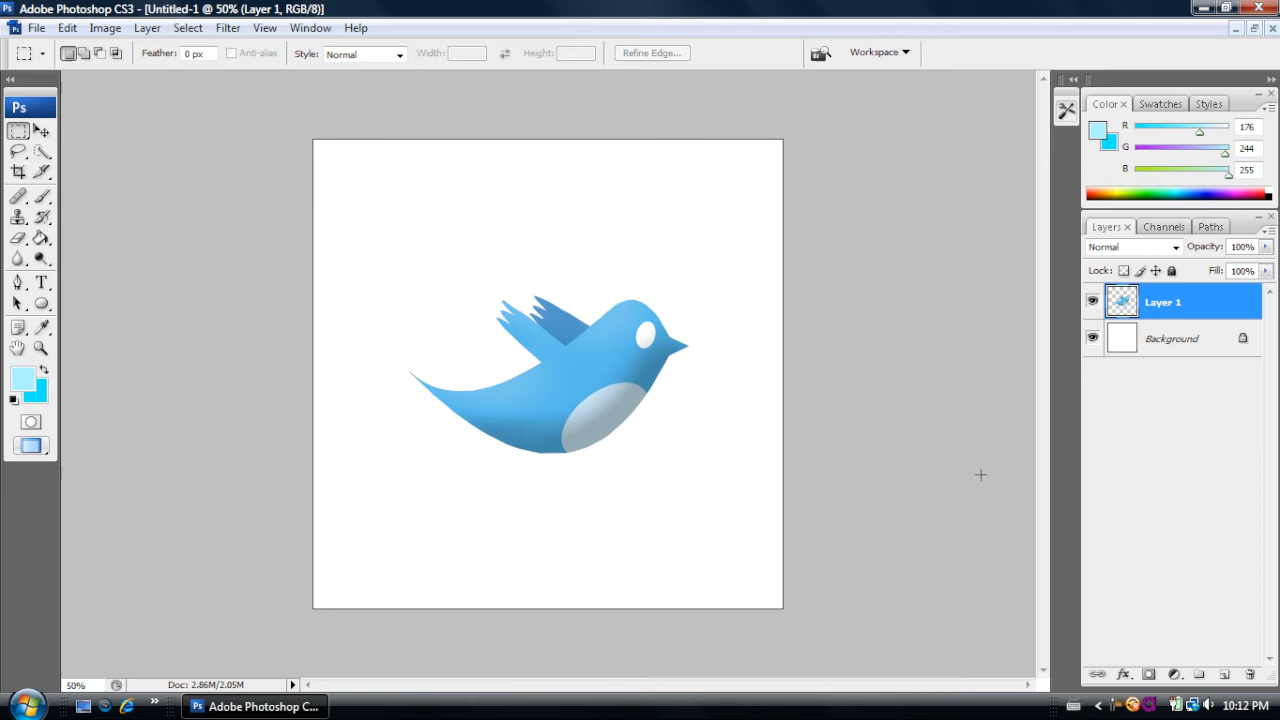 Ps Adobe Photoshop CS3 - [Untitled-1 @ 50% (Layer 1, RGB/8)]
File Edit Image Layer Select Filter View Window Help
Feather: 0 px Anti-alias Style: Normal Width: Height: Refine Edge... Workspace
Ps
T
Color Swatches Styles
R 176
G 244
B 255
Layers Channels Paths
Normal Opacity: 100%
Lock: Fill: 100%
Layer 1
Background
fx
50% Doc: 2.86M/2.05M
Ps Adobe Photoshop C... 10:12 PM